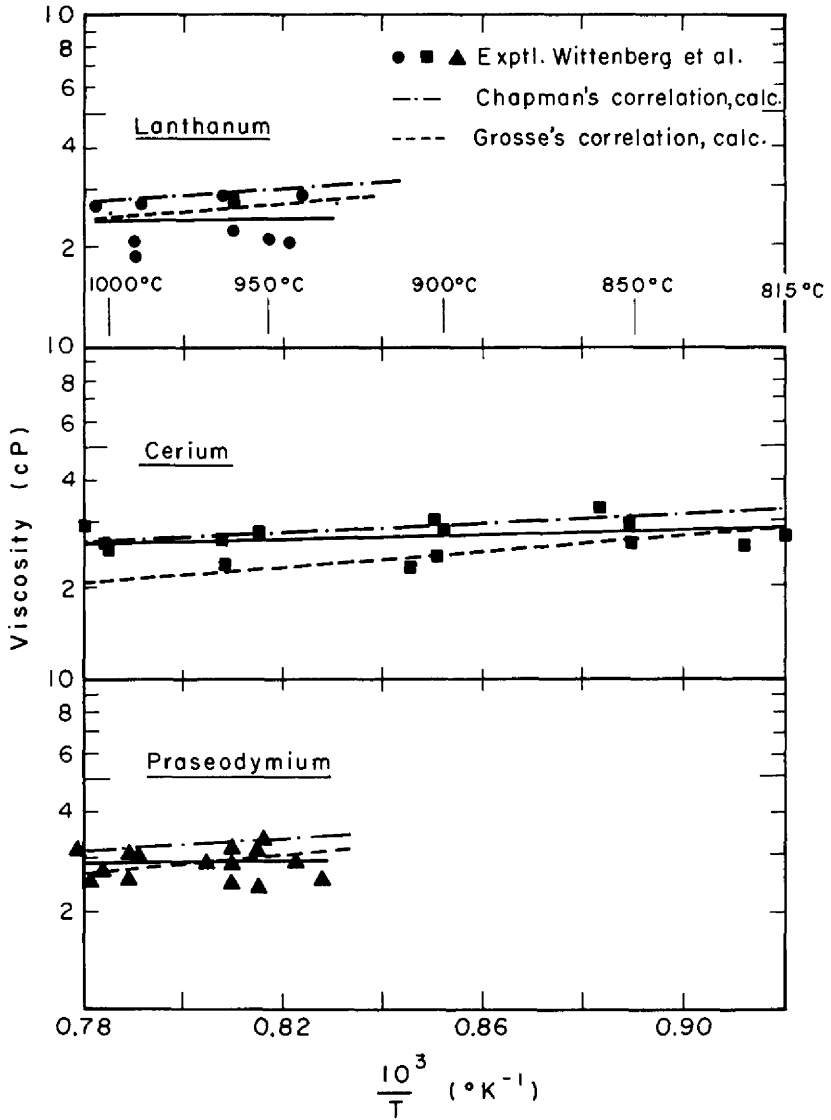 10
8
6
4
2
Exptl. Wittenberg et al.
Chapman's correlation, calc.
Grosse's correlation, calc.
Lanthanum
1000°C 950°C 900°C 850°C 815°C
10
8
6
4
2
Cerium
Viscosity (cP)
10
8
6
4
2
Praseodymium
0.78 0.82 0.86 0.90
10³
T
(°K⁻¹)